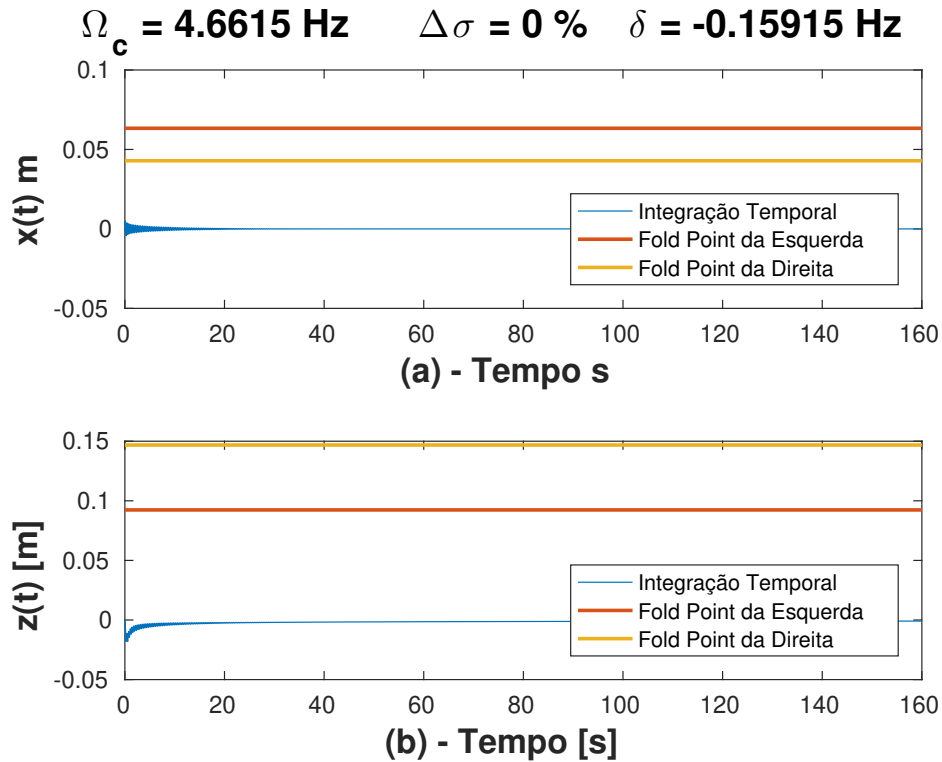 Ω_c = 4.6615 Hz Δσ = 0 % δ = -0.15915 Hz
0.1
0.05
0
-0.05
x(t) m
Integração Temporal
Fold Point da Esquerda
Fold Point da Direita
0 20 40 60 80 100 120 140 160
(a) - Tempo s
0.15
0.1
0.05
0
-0.05
z(t) [m]
Integração Temporal
Fold Point da Esquerda
Fold Point da Direita
0 20 40 60 80 100 120 140 160
(b) - Tempo [s]